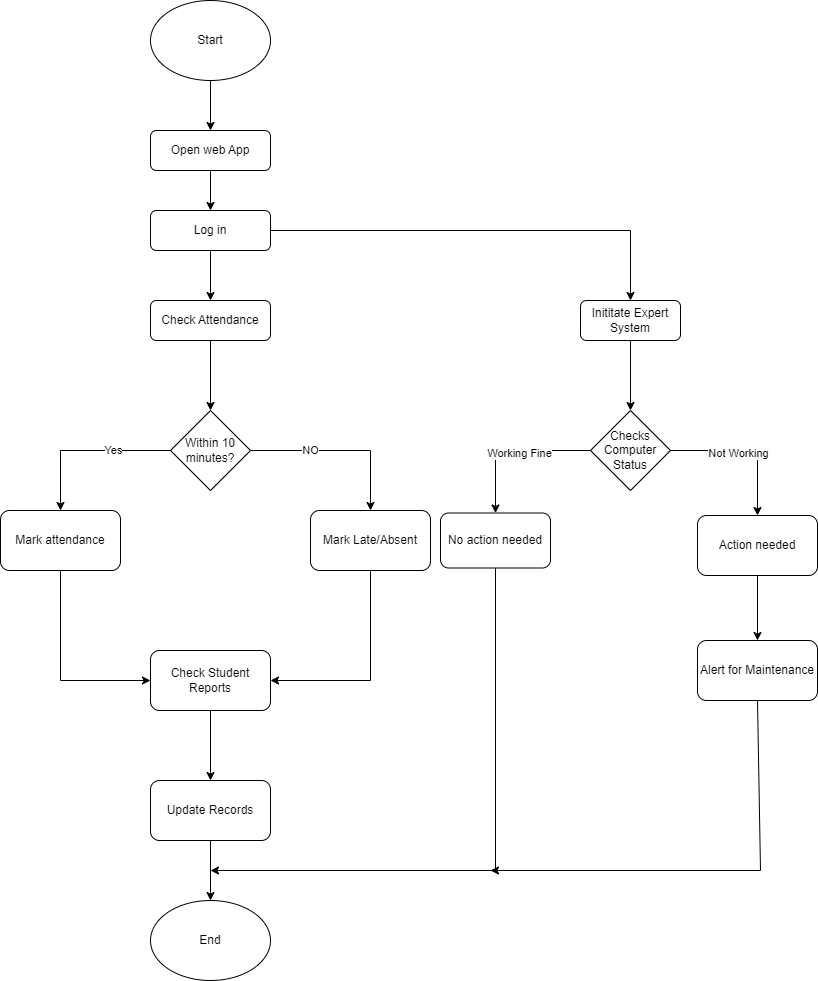 Start
Open web App
Log in
Check Attendance
Inititate Expert
System
Within 10
minutes?
Yes
NO
Checks
Computer
Status
Working Fine
Not Working
Mark attendance
Mark Late/Absent
No action needed
Action needed
Check Student
Reports
Alert for Maintenance
Update Records
End